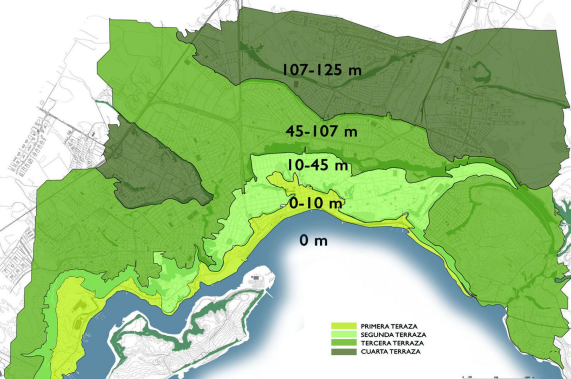 107-125 m
45-107 m
10-45 m
0-10 m
0 m
PRIMERA TERAZA
SEGUNDA TERRAZA
TERCERA TERRAZA
CUARTA TERRAZA